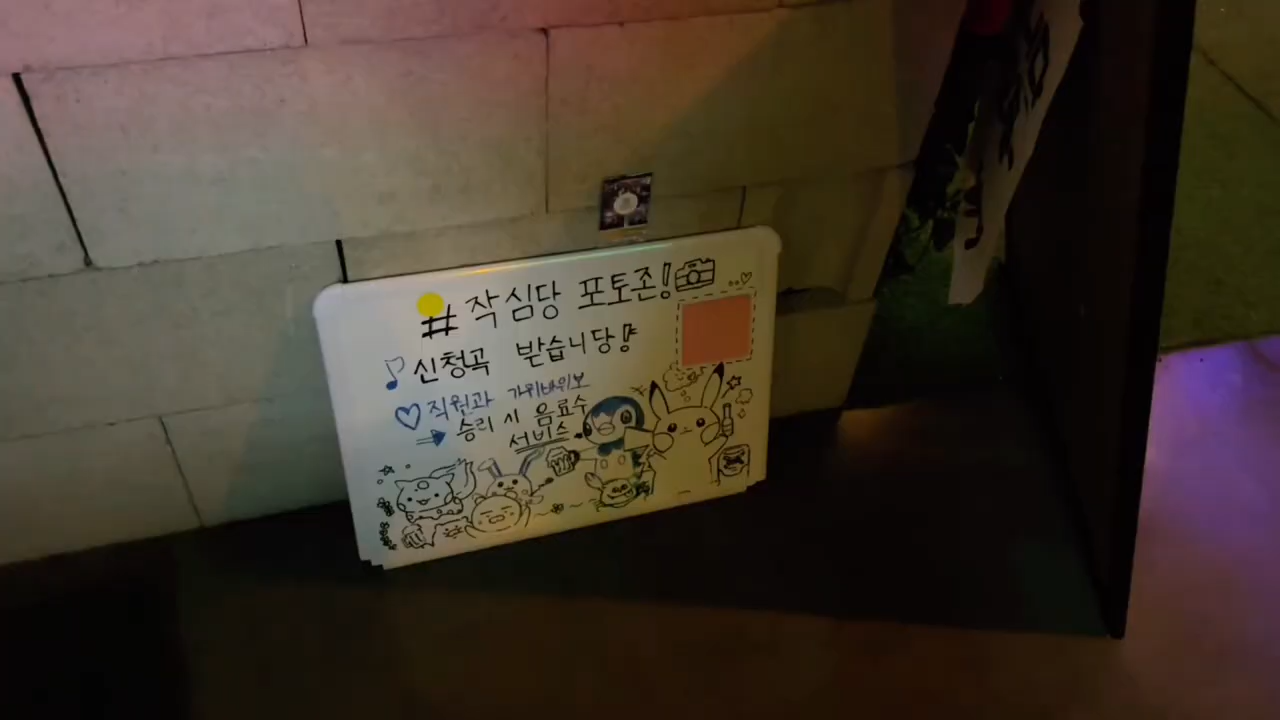 #작심당 포토존!
신청곡 받습니당!
직원과 가위바위보
승리 시 음료수
서비스